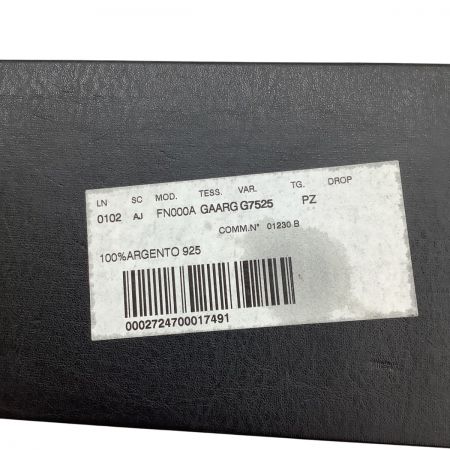 LN SC MOD. TESS. VAR. TG. DROP
0102 AJ FN000A GAARG G7525 PZ
COMM.N° 01230 B
100%ARGENTO 925
0002724700017491